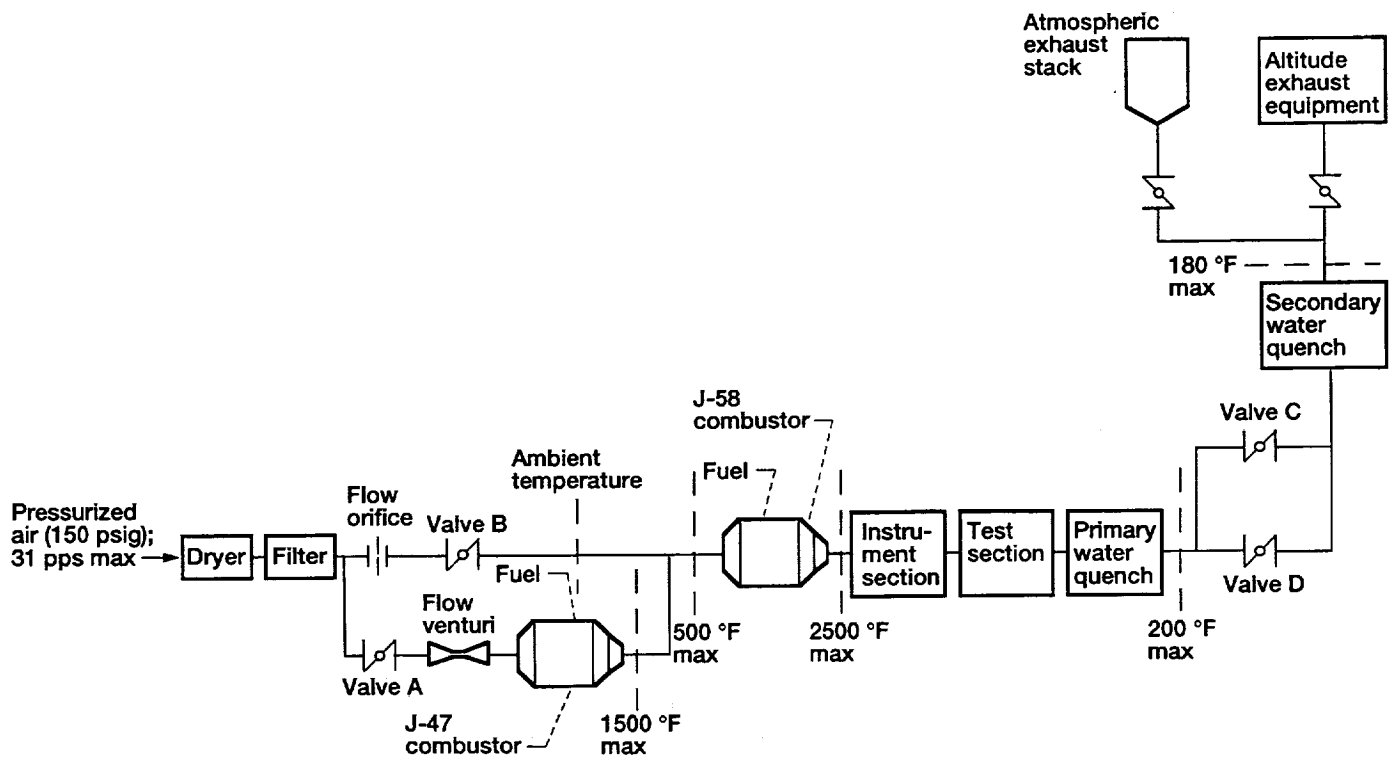 Atmospheric
exhaust
stack
Altitude
exhaust
equipment
180 °F
max
Secondary
water
quench
Valve C
Valve D
J-58
combustor
Fuel
Ambient
temperature
Flow
orifice
Valve B
Pressurized
air (150 psig);
31 pps max
Dryer
Filter
Fuel
Flow
venturi
Valve A
J-47
combustor
1500 °F
max
500 °F
max
2500 °F
max
Instru-
ment
section
Test
section
Primary
water
quench
200 °F
max